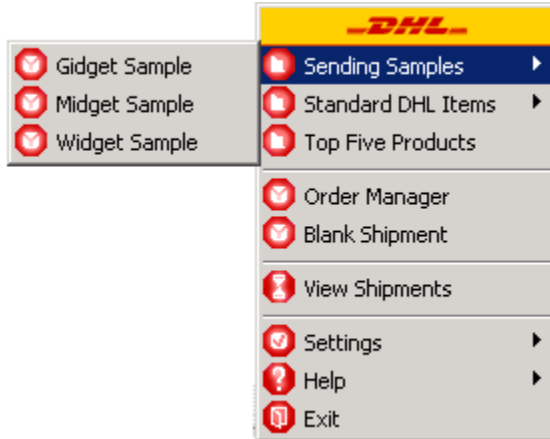 DHL
Sending Samples
Gidget Sample
Midget Sample
Widget Sample
Standard DHL Items
Top Five Products
Order Manager
Blank Shipment
View Shipments
Settings
Help
Exit